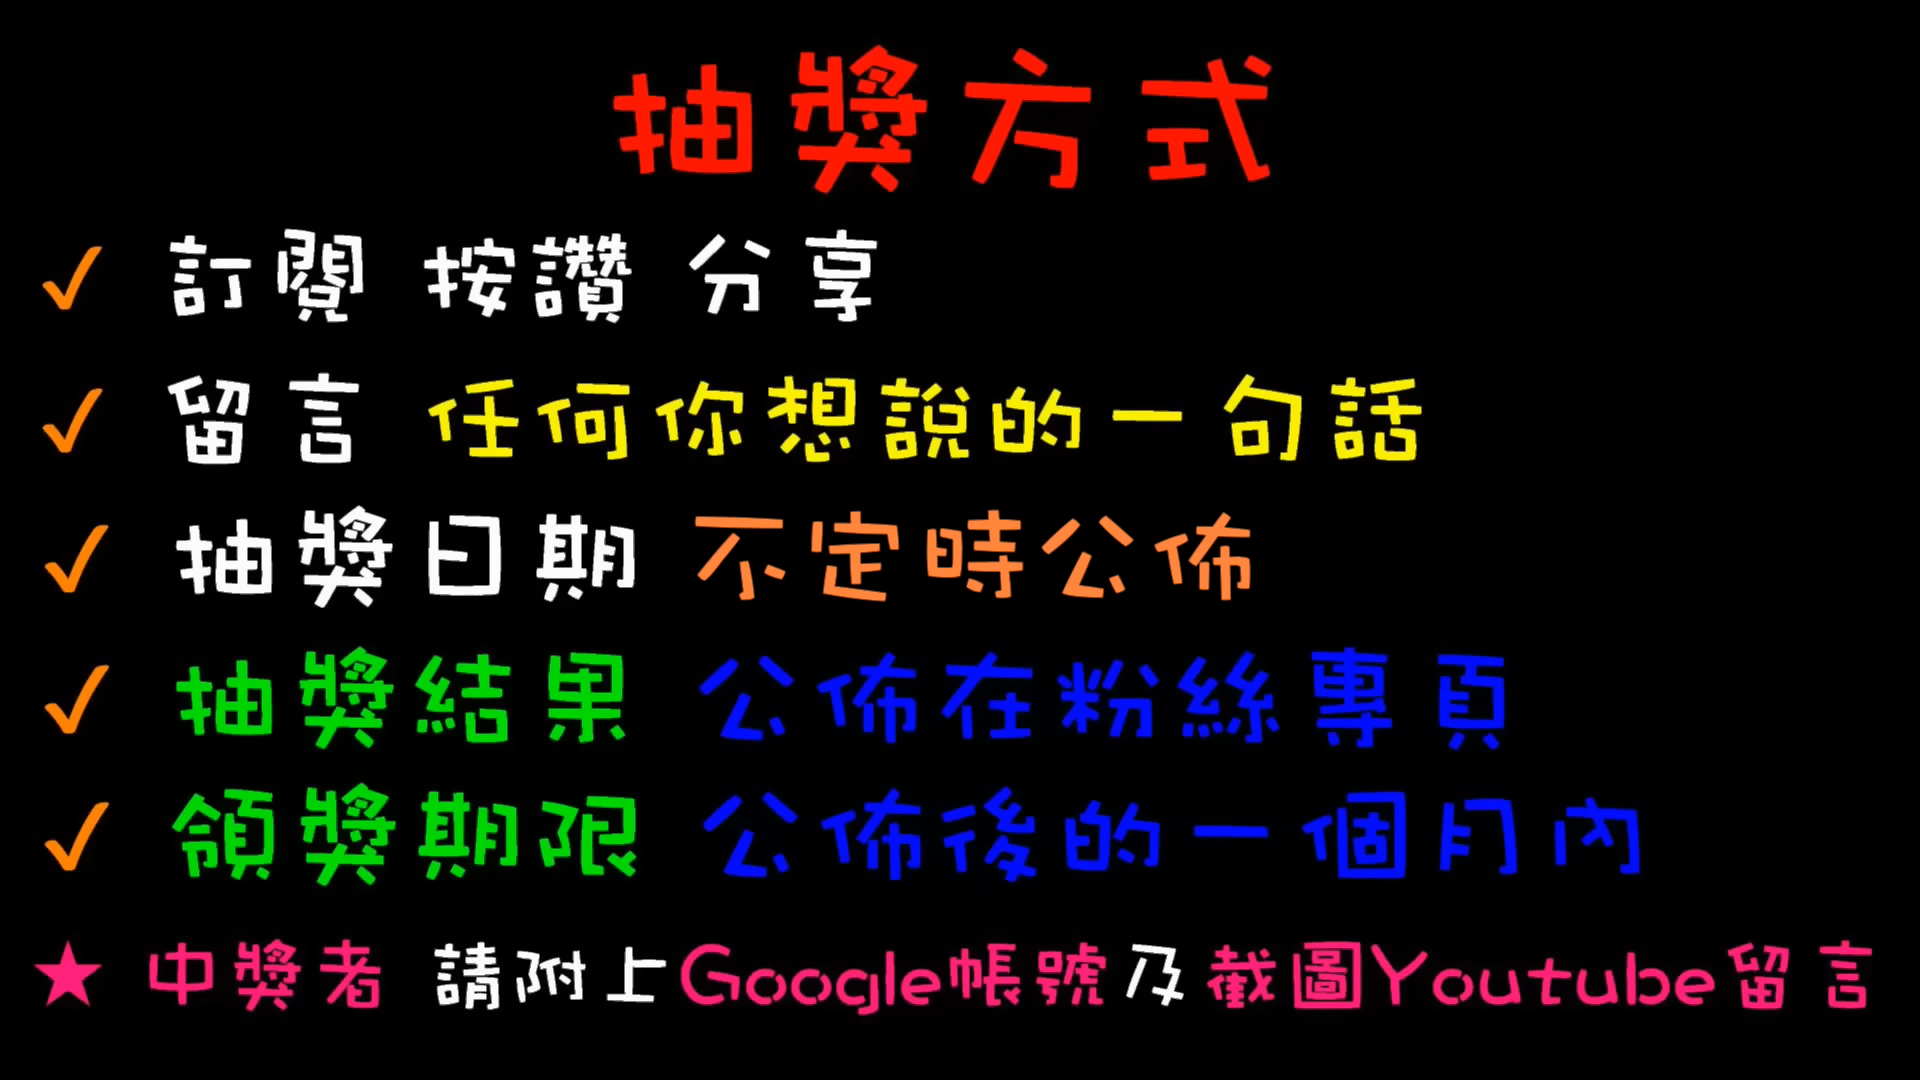 抽獎方式
✓ 訂閱 按讚 分享
✓ 留言 任何你想說的一句話
✓ 抽獎日期 不定時公佈
✓ 抽獎結果 公佈在粉絲專頁
✓ 領獎期限 公佈後的一個月內
★ 中獎者 請附上Google帳號及截圖Youtube留言